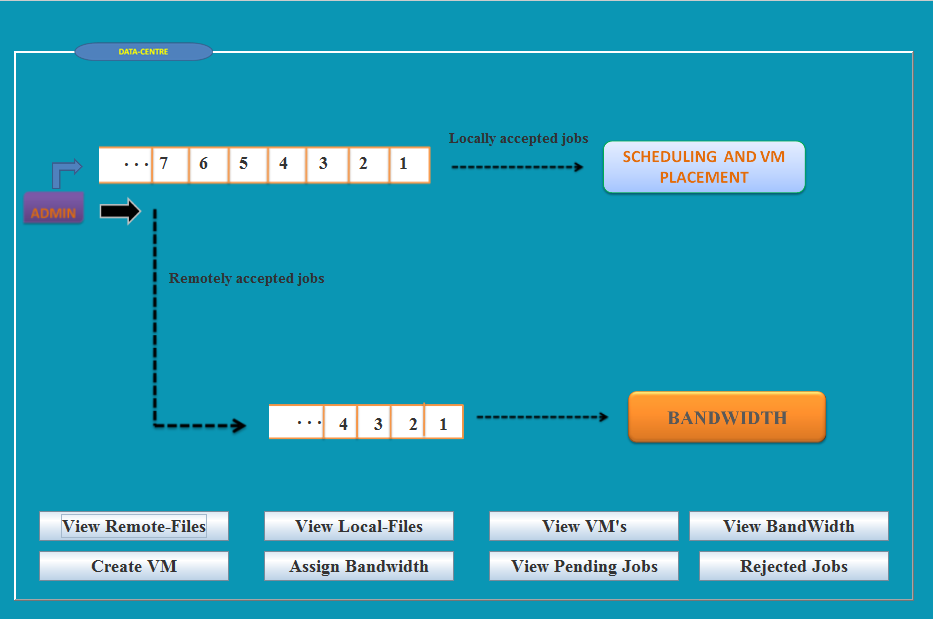 DATA-CENTRE
Locally accepted jobs
· · · 7 6 5 4 3 2 1
SCHEDULING AND VM
PLACEMENT
ADMIN
Remotely accepted jobs
· · · 4 3 2 1
BANDWIDTH
View Remote-Files View Local-Files View VM's View BandWidth
Create VM Assign Bandwidth View Pending Jobs Rejected Jobs